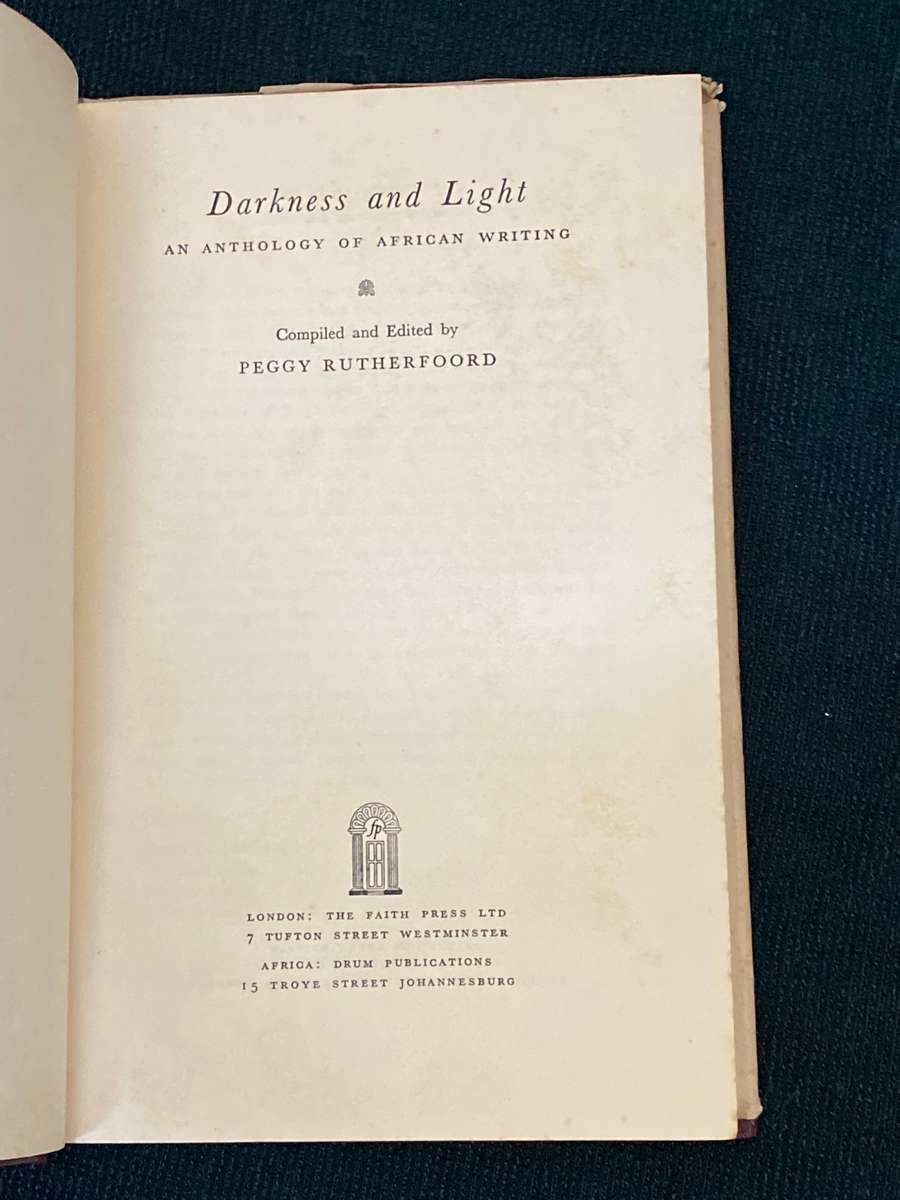 Darkness and Light
AN ANTHOLOGY OF AFRICAN WRITING
Compiled and Edited by
PEGGY RUTHERFOORD
fp
LONDON: THE FAITH PRESS LTD
7 TUFTON STREET WESTMINSTER
AFRICA: DRUM PUBLICATIONS
15 TROYE STREET JOHANNESBURG